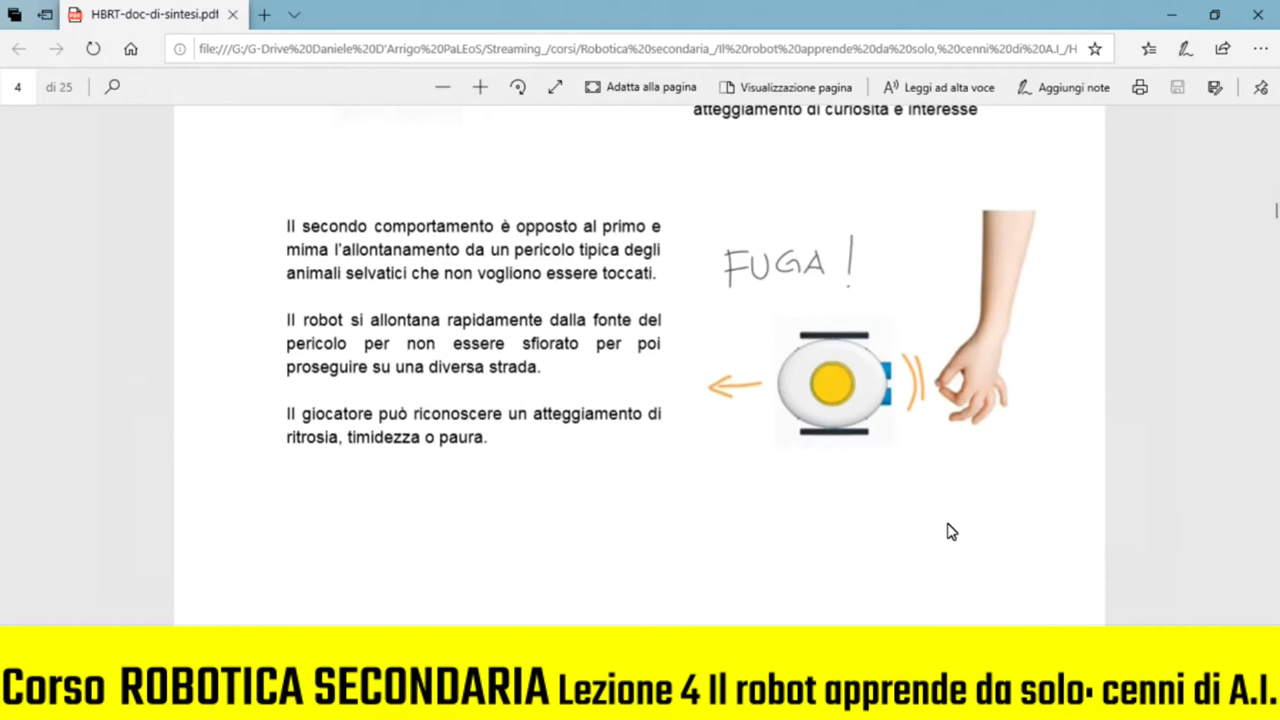 HBRT-doc-di-sintesi.pdf
file:///G:/G-Drive%20Daniele%20D'Arrigo%20PaLEoS/Streaming_/corsi/Robotica%20secondaria_/Il%20robot%20apprende%20da%20solo,%20cenni%20di%20A.I_/H
4 di 25 Adatta alla pagina Visualizzazione pagina Leggi ad alta voce Aggiungi note
atteggiamento di curiosità e interesse
Il secondo comportamento è opposto al primo e
mima l'allontanamento da un pericolo tipica degli
animali selvatici che non vogliono essere toccati.
Il robot si allontana rapidamente dalla fonte del
pericolo per non essere sfiorato per poi
proseguire su una diversa strada.
Il giocatore può riconoscere un atteggiamento di
ritrosia, timidezza o paura.
FUGA !
Corso ROBOTICA SECONDARIA Lezione 4 Il robot apprende da solo: cenni di A.I.